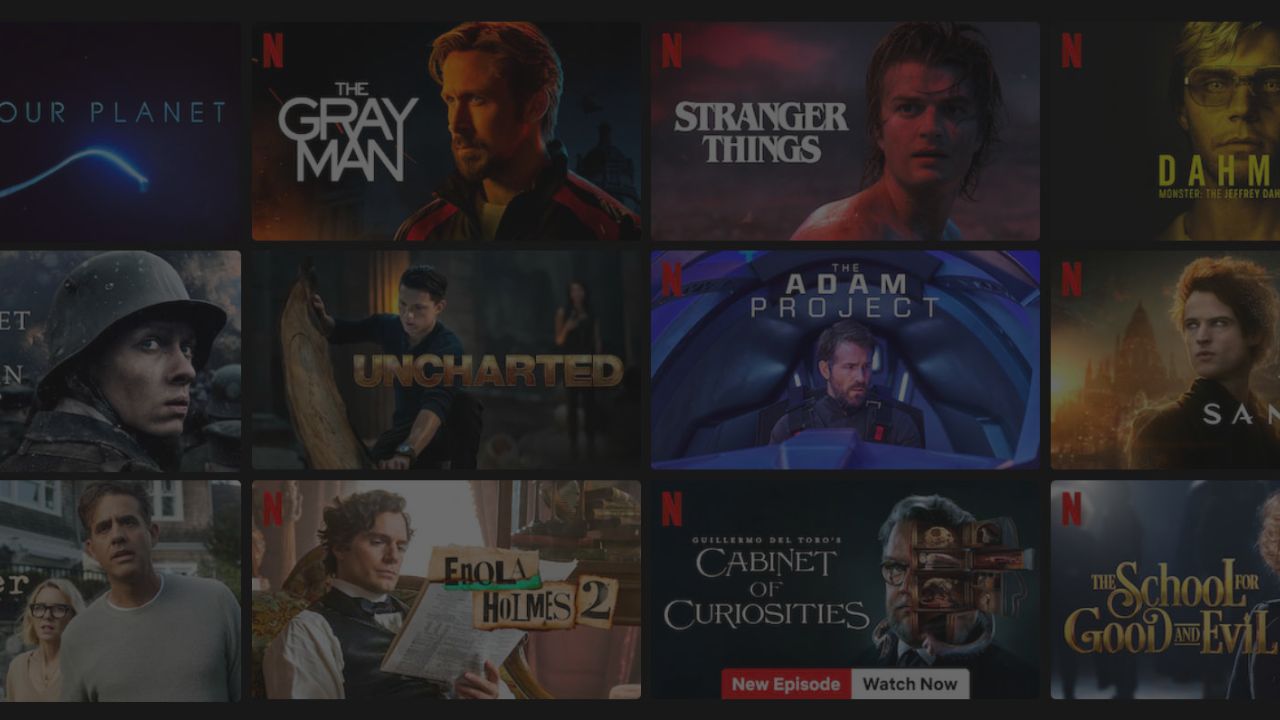 OUR PLANET
N
THE
GRAY
MAN
N
STRANGER
THINGS
N
DAHM
MONSTER: THE JEFFREY DAH
ET
N
UNCHARTED
N
THE
ADAM
PROJECT
N
SAN
er
N
ENOLA
HOLMES 2
N
GUILLERMO DEL TORO'S
CABINET
OF
CURIOSITIES
New Episode Watch Now
N
THE SCHOOL FOR
GOOD AND EVIL